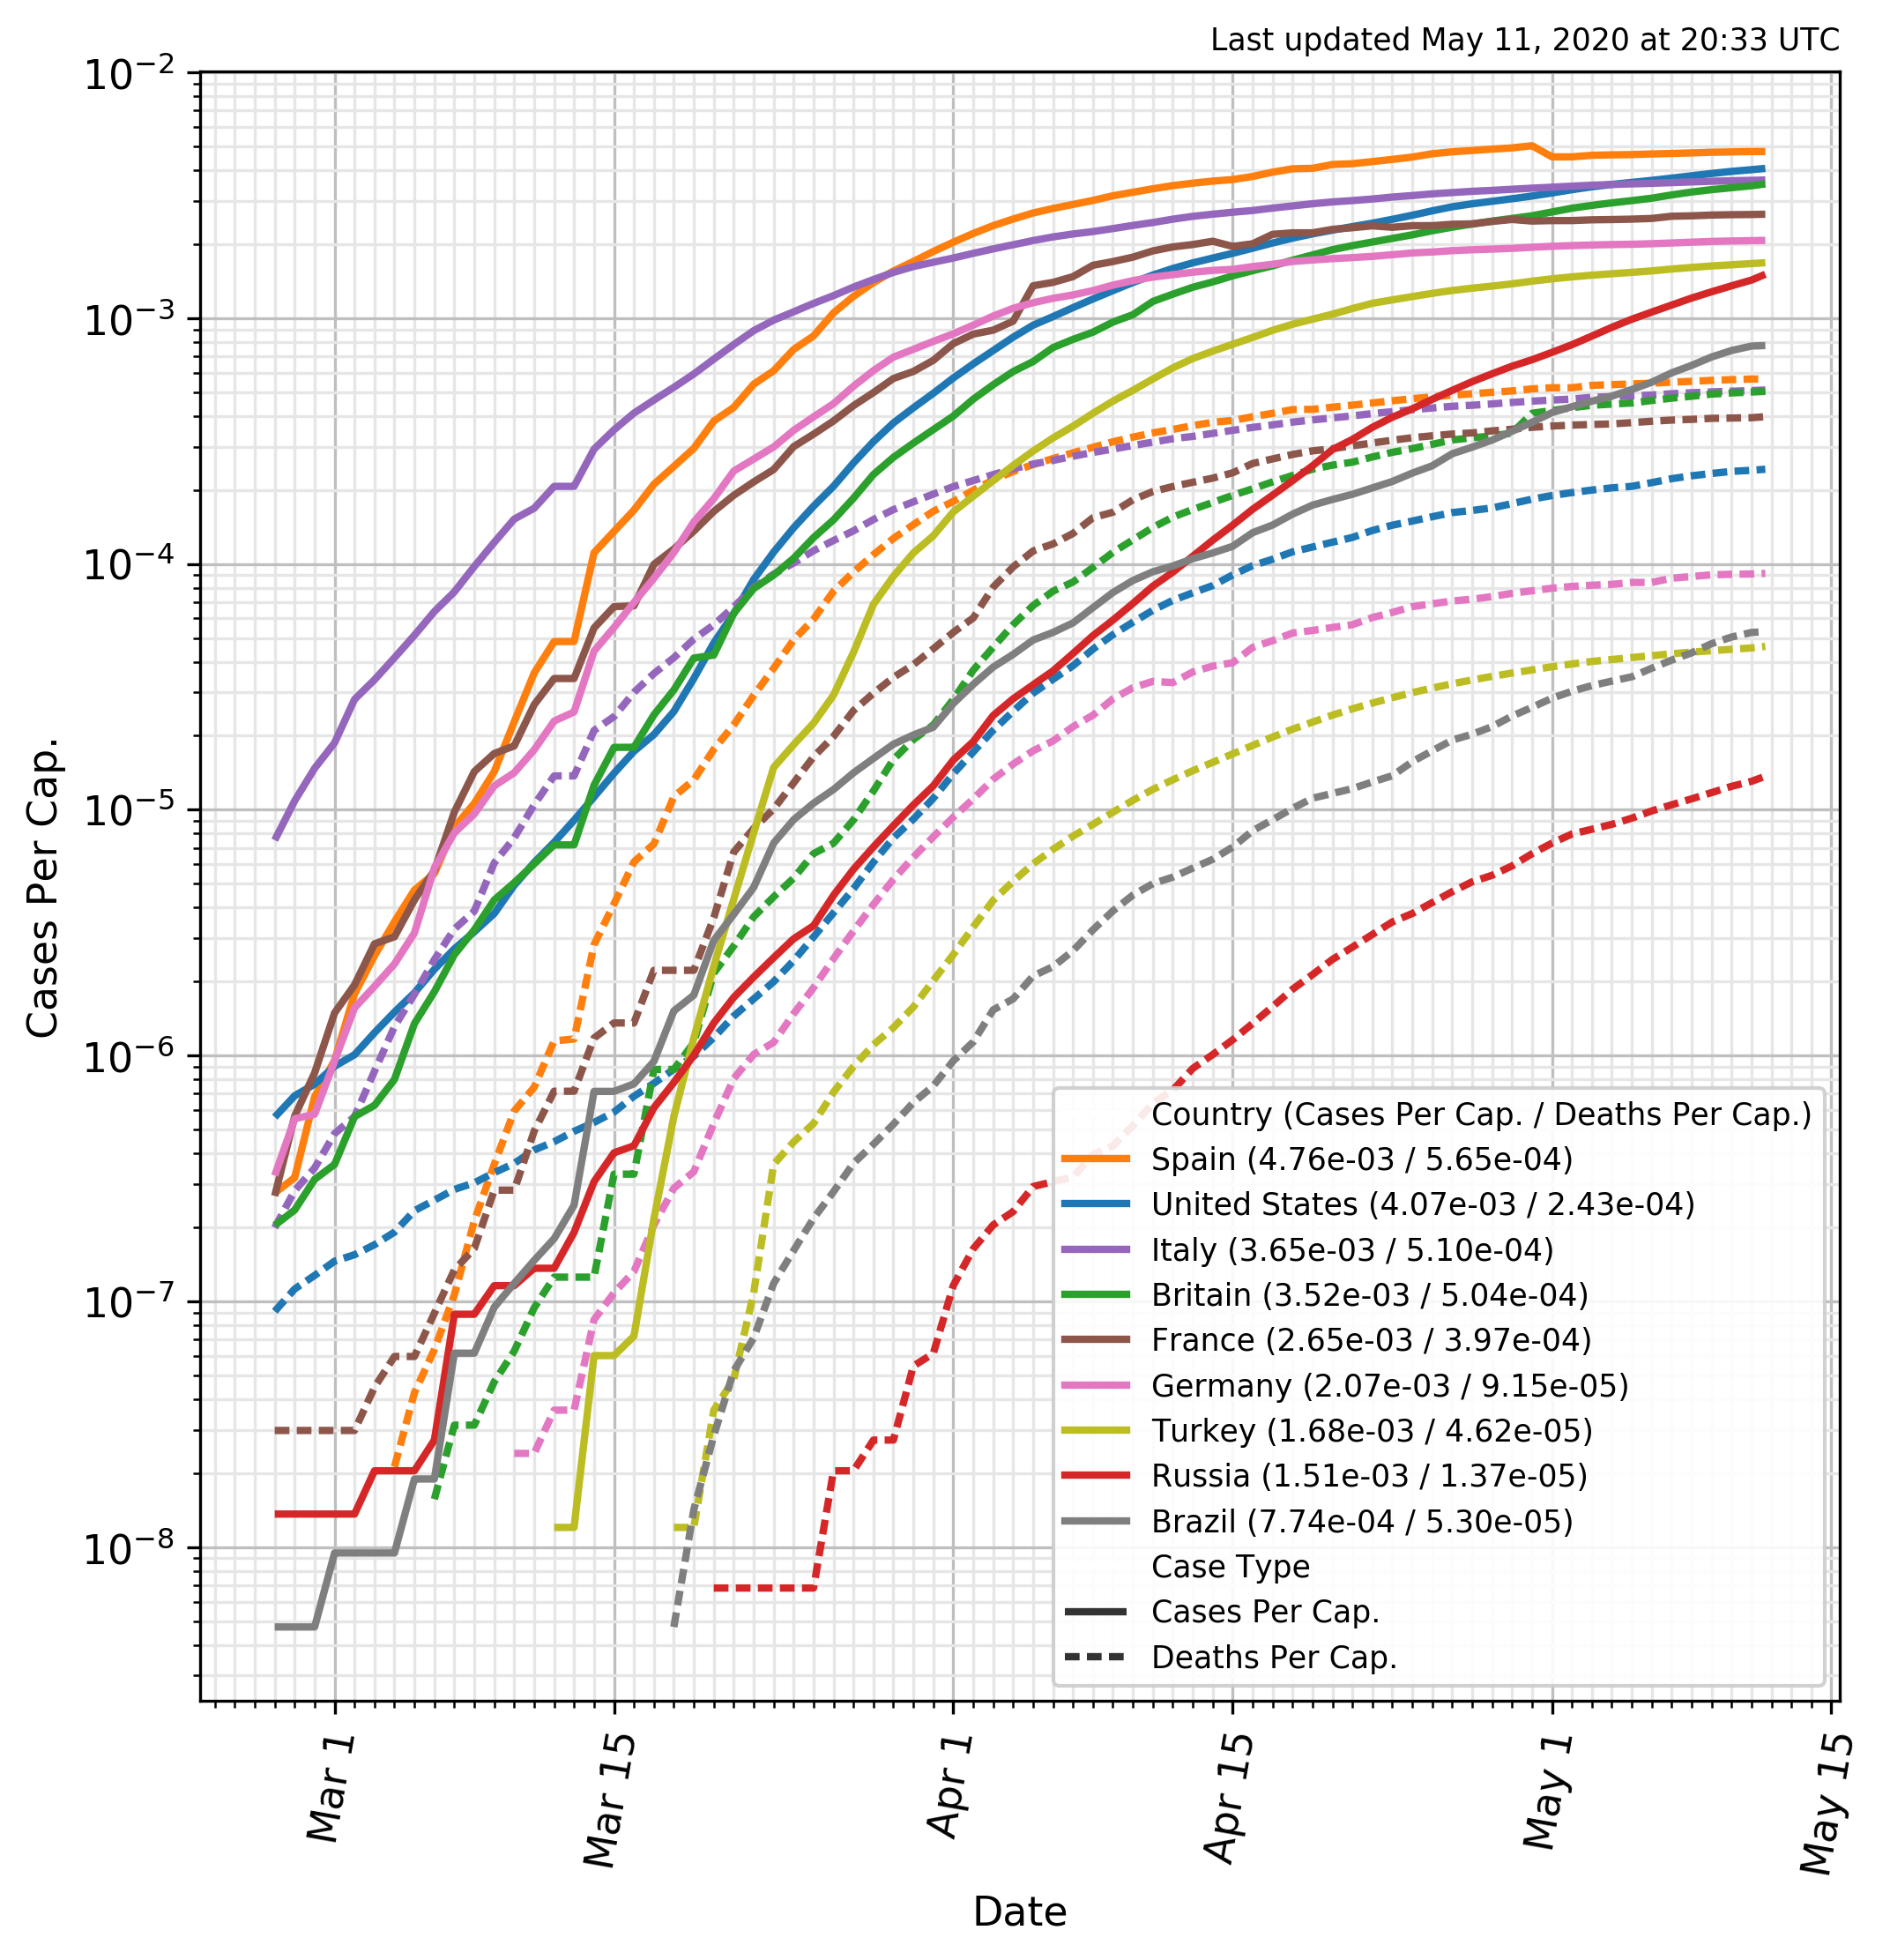 Last updated May 11, 2020 at 20:33 UTC
10⁻²
10⁻³
10⁻⁴
10⁻⁵
10⁻⁶
10⁻⁷
10⁻⁸
Cases Per Cap.
Country (Cases Per Cap. / Deaths Per Cap.)
Spain (4.76e-03 / 5.65e-04)
United States (4.07e-03 / 2.43e-04)
Italy (3.65e-03 / 5.10e-04)
Britain (3.52e-03 / 5.04e-04)
France (2.65e-03 / 3.97e-04)
Germany (2.07e-03 / 9.15e-05)
Turkey (1.68e-03 / 4.62e-05)
Russia (1.51e-03 / 1.37e-05)
Brazil (7.74e-04 / 5.30e-05)
Case Type
Cases Per Cap.
Deaths Per Cap.
Mar 1
Mar 15
Apr 1
Apr 15
May 1
May 15
Date